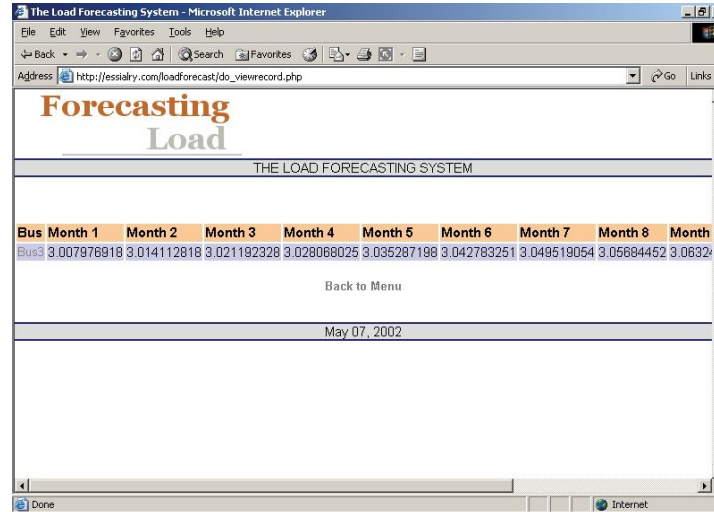 The Load Forecasting System - Microsoft Internet Explorer
File Edit View Favorites Tools Help
Back Search Favorites
Address http://essialry.com/loadforecast/do_viewrecord.php Go Links
Forecasting
Load
THE LOAD FORECASTING SYSTEM
Bus Month 1 Month 2 Month 3 Month 4 Month 5 Month 6 Month 7 Month 8 Month
Bus3 3.007976918 3.014112818 3.021192328 3.028068025 3.035287198 3.042783251 3.049519054 3.05684452 3.0632
Back to Menu
May 07, 2002
Done Internet